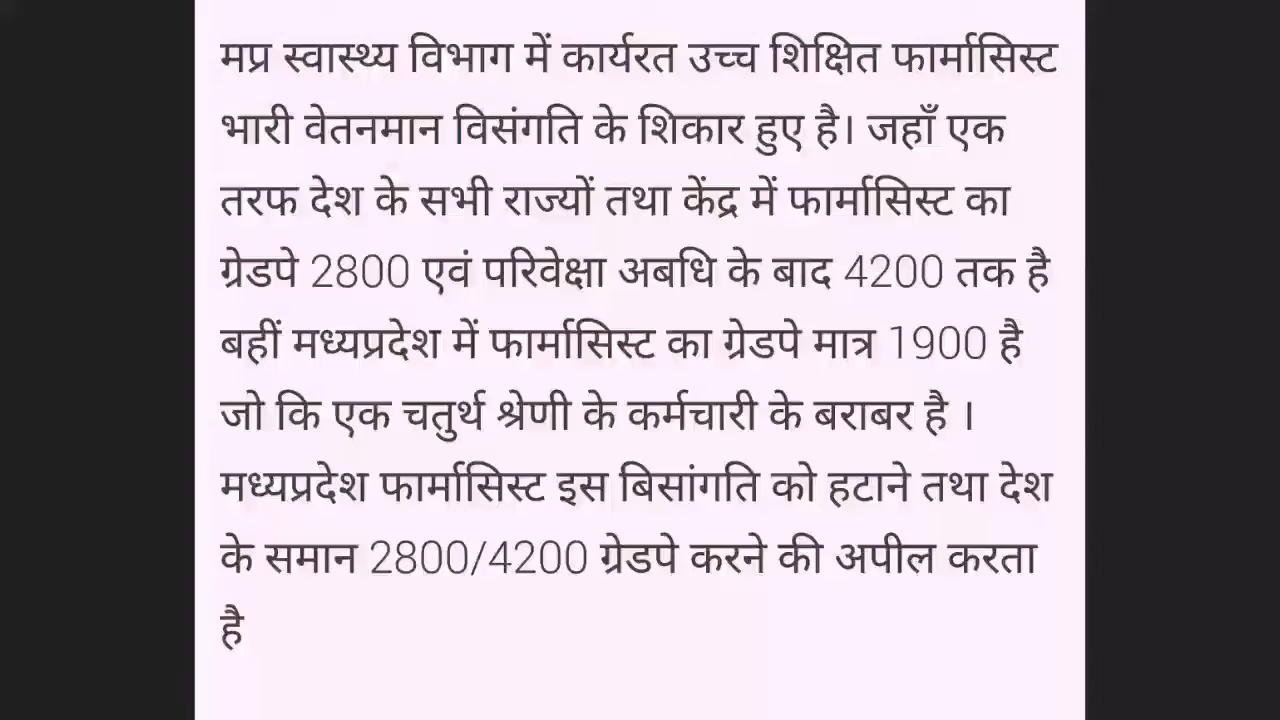 मप्र स्वास्थ्य विभाग में कार्यरत उच्च शिक्षित फार्मासिस्ट
भारी वेतनमान विसंगति के शिकार हुए है। जहाँ एक
तरफ देश के सभी राज्यों तथा केंद्र में फार्मासिस्ट का
ग्रेडपे 2800 एवं परिवेक्षा अबधि के बाद 4200 तक है
बहीं मध्यप्रदेश में फार्मासिस्ट का ग्रेडपे मात्र 1900 है
जो कि एक चतुर्थ श्रेणी के कर्मचारी के बराबर है ।
मध्यप्रदेश फार्मासिस्ट इस बिसांगति को हटाने तथा देश
के समान 2800/4200 ग्रेडपे करने की अपील करता
है